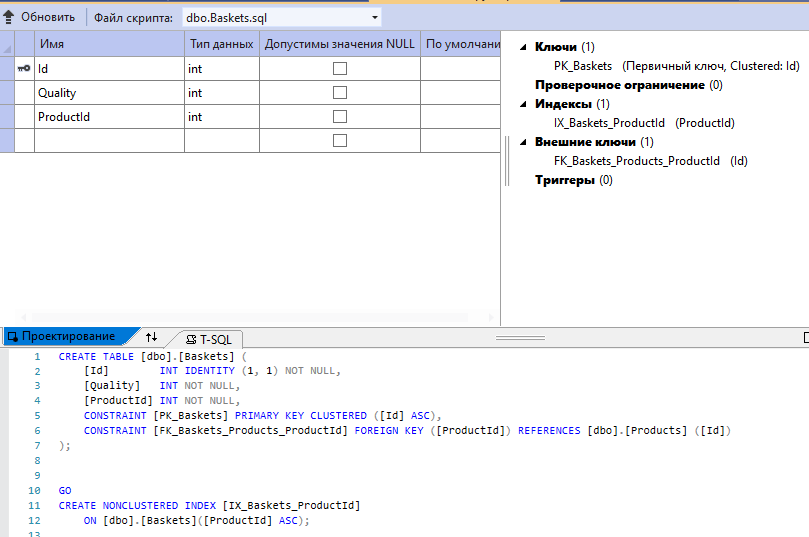 Обновить Файл скрипта: dbo.Baskets.sql
Имя Тип данных Допустимы значения NULL По умолчани
Id int
Quality int
ProductId int
Ключи (1)
PK_Baskets (Первичный ключ, Clustered: Id)
Проверочное ограничение (0)
Индексы (1)
IX_Baskets_ProductId (ProductId)
Внешние ключи (1)
FK_Baskets_Products_ProductId (Id)
Триггеры (0)
Проектирование T-SQL
1 CREATE TABLE [dbo].[Baskets] (
2 [Id] INT IDENTITY (1, 1) NOT NULL,
3 [Quality] INT NOT NULL,
4 [ProductId] INT NOT NULL,
5 CONSTRAINT [PK_Baskets] PRIMARY KEY CLUSTERED ([Id] ASC),
6 CONSTRAINT [FK_Baskets_Products_ProductId] FOREIGN KEY ([ProductId]) REFERENCES [dbo].[Products] ([Id])
7 );
8
9
10 GO
11 CREATE NONCLUSTERED INDEX [IX_Baskets_ProductId]
12 ON [dbo].[Baskets]([ProductId] ASC);
13